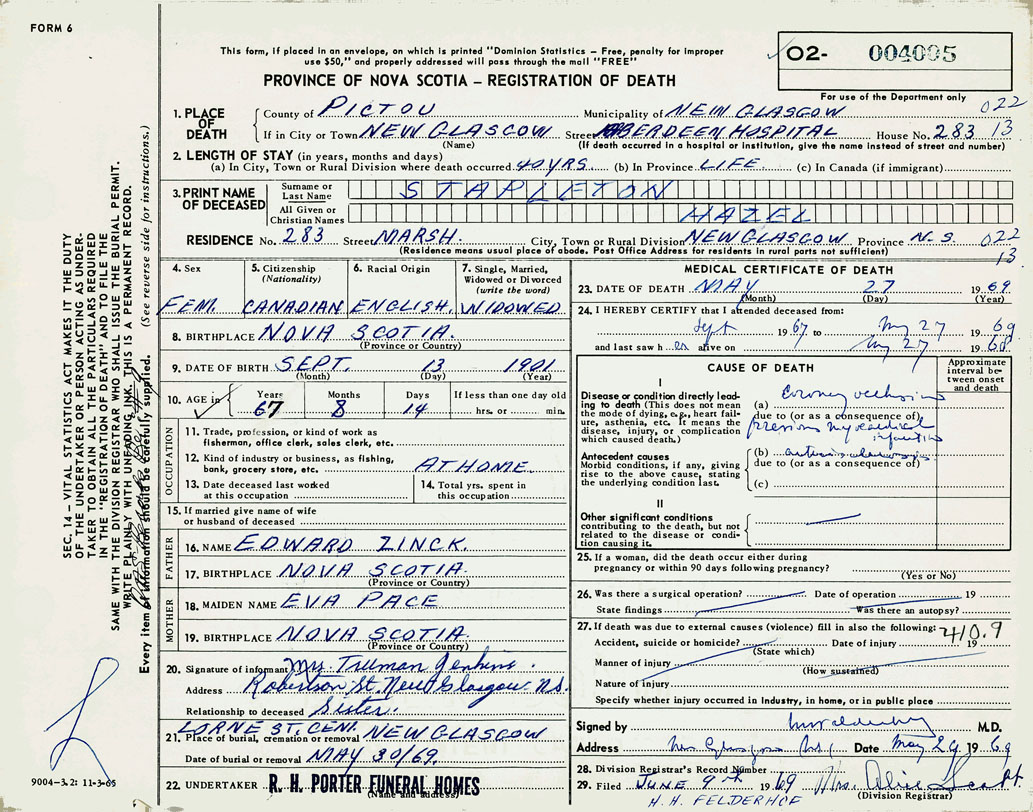 FORM 6
This form, if placed in an envelope, on which is printed "Dominion Statistics – Free, penalty for improper
use $50," and properly addressed will pass through the mail "FREE"
PROVINCE OF NOVA SCOTIA – REGISTRATION OF DEATH
02- 004005
For use of the Department only
022
13
1. PLACE OF DEATH
County of PICTOU Municipality of NEW GLASGOW
If in City or Town NEW GLASGOW Street ABERDEEN HOSPITAL House No. 283
(Name) (If death occurred in a hospital or institution, give the name instead of street and number)
2. LENGTH OF STAY (in years, months and days)
(a) In City, Town or Rural Division where death occurred 40 YRS. (b) In Province LIFE (c) In Canada (if immigrant)
3. PRINT NAME OF DECEASED
Surname or Last Name STAPLETON
All Given or Christian Names HAZEL
RESIDENCE No. 283 Street MARSH. City, Town or Rural Division NEW GLASGOW Province N.S. 022
13
(Residence means usual place of abode. Post Office Address for residents in rural parts not sufficient)
4. Sex FEM.
5. Citizenship (Nationality) CANADIAN
6. Racial Origin ENGLISH.
7. Single, Married, Widowed or Divorced (write the word) WIDOWED
8. BIRTHPLACE NOVA SCOTIA.
(Province or Country)
9. DATE OF BIRTH SEPT. 13 1901
(Month) (Day) (Year)
10. AGE in Years 67 Months 8 Days 14 If less than one day old hrs. or min.
OCCUPATION
11. Trade, profession, or kind of work as
fisherman, office clerk, sales clerk, etc.
12. Kind of industry or business, as fishing,
bank, grocery store, etc. AT HOME.
13. Date deceased last worked
at this occupation
14. Total yrs. spent in
this occupation
15. If married give name of wife
or husband of deceased
FATHER
16. NAME EDWARD ZINCK.
17. BIRTHPLACE NOVA SCOTIA.
(Province or Country)
MOTHER
18. MAIDEN NAME EVA PACE
19. BIRTHPLACE NOVA SCOTIA
(Province or Country)
20. Signature of informant Mrs. Truman Jenkins.
Address Robertson St. New Glasgow N.S.
Relationship to deceased Sister.
LORNE ST. CEM.
21. Place of burial, cremation or removal NEW GLASGOW
Date of burial or removal MAY 30/69.
22. UNDERTAKER R. H. PORTER FUNERAL HOMES
(Name and address)
MEDICAL CERTIFICATE OF DEATH
23. DATE OF DEATH MAY 27 1969.
(Month) (Day) (Year)
24. I HEREBY CERTIFY that I attended deceased from:
Sept 1967 to May 27 1969
and last saw h er alive on May 27 1969
CAUSE OF DEATH
Approximate interval between onset and death
I
Disease or condition directly leading to death (This does not mean the mode of dying, e.g., heart failure, asthenia, etc. It means the disease, injury, or complication which caused death.)
(a) Coronary occlusion
due to (or as a consequence of)
previous myocardial
infarction
Antecedent causes
Morbid conditions, if any, giving rise to the above cause, stating the underlying condition last.
(b) arteriosclerosis
due to (or as a consequence of)
(c)
II
Other significant conditions
contributing to the death, but not related to the disease or condition causing it.
25. If a woman, did the death occur either during
pregnancy or within 90 days following pregnancy?
(Yes or No)
26. Was there a surgical operation? Date of operation 19
State findings Was there an autopsy?
27. If death was due to external causes (violence) fill in also the following:
410.9
Accident, suicide or homicide? Date of injury 19
(State which)
Manner of injury
(How sustained)
Nature of injury
Specify whether injury occurred in Industry, in home, or in public place
Signed by M.D.
Address New Glasgow N.S. Date May 29 1969
28. Division Registrar's Record Number
29. Filed JUNE 9th 1969 Mrs.
(Division Registrar)
H. H. FELDERHOF
SEC. 14 – VITAL STATISTICS ACT MAKES IT THE DUTY
OF THE UNDERTAKER OR PERSON ACTING AS UNDERTAKER TO OBTAIN ALL THE PARTICULARS REQUIRED
IN THE "REGISTRATION OF DEATH" AND TO FILE THE
SAME WITH THE DIVISION REGISTRAR WHO SHALL ISSUE THE BURIAL PERMIT.
WRITE PLAINLY WITH UNFADING INK. THIS IS A PERMANENT RECORD.
Every item of information should be carefully supplied. (See reverse side for instructions.)
9004-3.2: 11-3-65